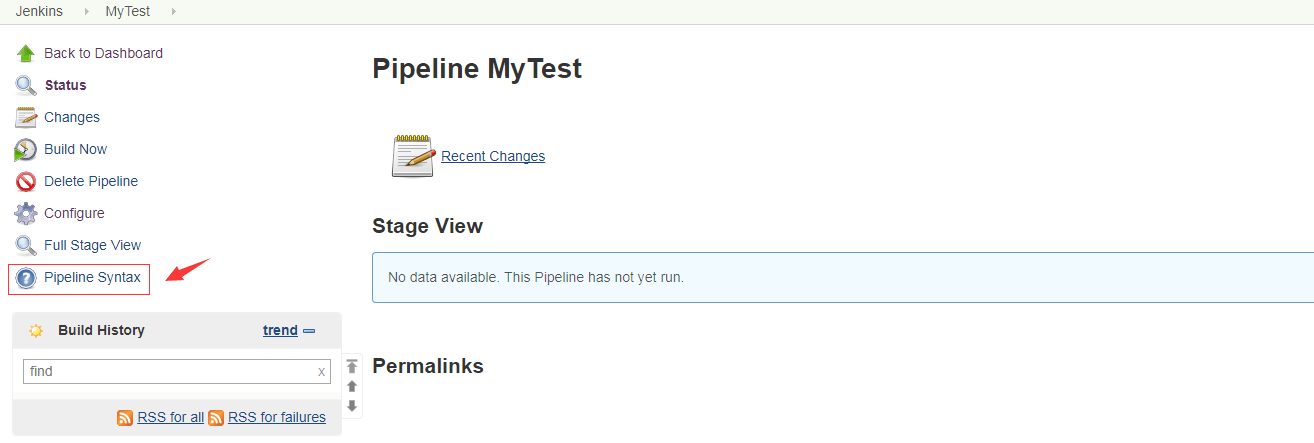 Jenkins MyTest
Back to Dashboard
Status
Changes
Build Now
Delete Pipeline
Configure
Full Stage View
Pipeline Syntax
Build History trend
find x
RSS for all RSS for failures
Pipeline MyTest
Recent Changes
Stage View
No data available. This Pipeline has not yet run.
Permalinks